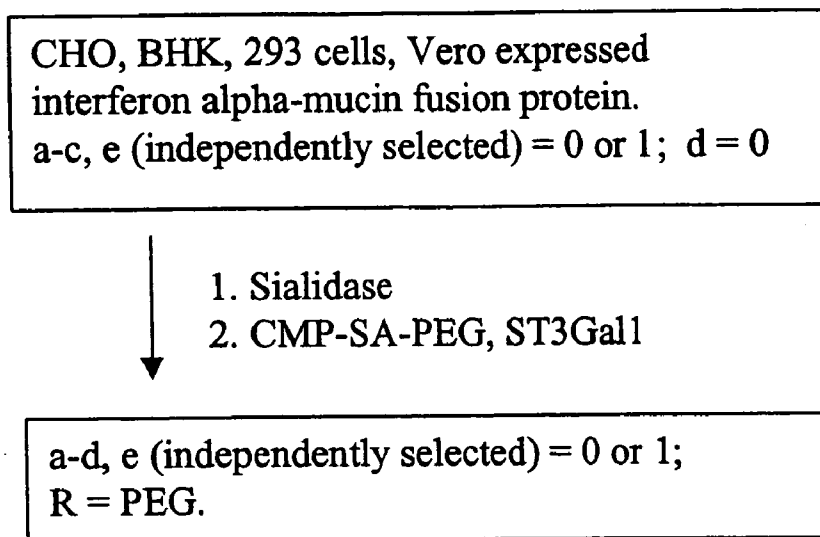 CHO, BHK, 293 cells, Vero expressed
interferon alpha-mucin fusion protein.
a-c, e (independently selected) = 0 or 1; d = 0
1. Sialidase
2. CMP-SA-PEG, ST3Gal1
a-d, e (independently selected) = 0 or 1;
R = PEG.